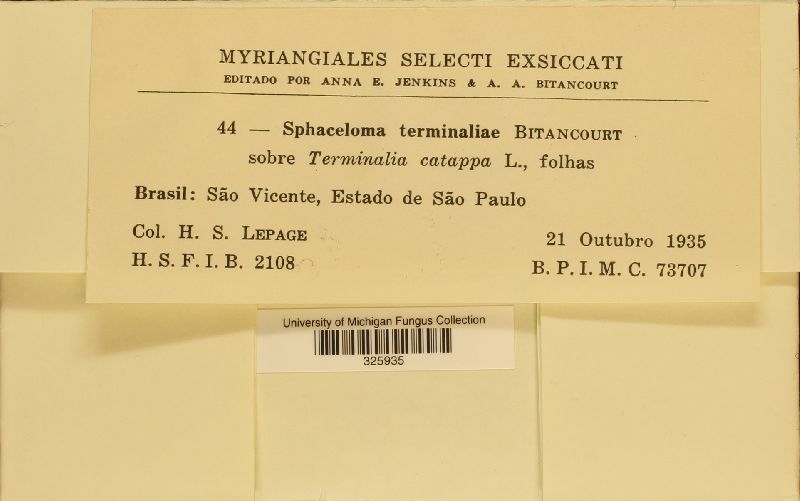 MYRIANGIALES SELECTI EXSICCATI
EDITADO POR ANNA E. JENKINS & A. A. BITANCOURT
44 — Sphaceloma terminaliae BITANCOURT
sobre Terminalia catappa L., folhas
Brasil: São Vicente, Estado de São Paulo
Col. H. S. LEPAGE 21 Outubro 1935
H. S. F. I. B. 2108 B. P. I. M. C. 73707
University of Michigan Fungus Collection
325935